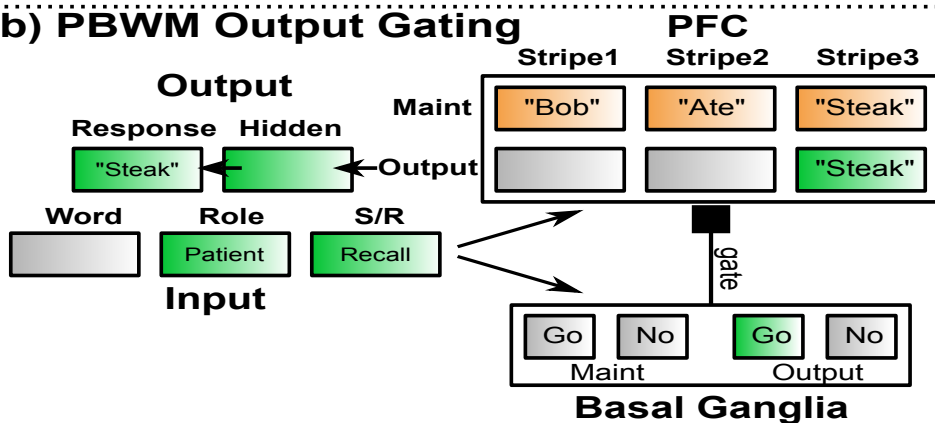 b) PBWM Output Gating
PFC
Stripe1 Stripe2 Stripe3
Output
Maint "Bob" "Ate" "Steak"
Response Hidden
"Steak" Output "Steak"
Word Role S/R
Patient Recall
Input
gate
Go No Go No
Maint Output
Basal Ganglia